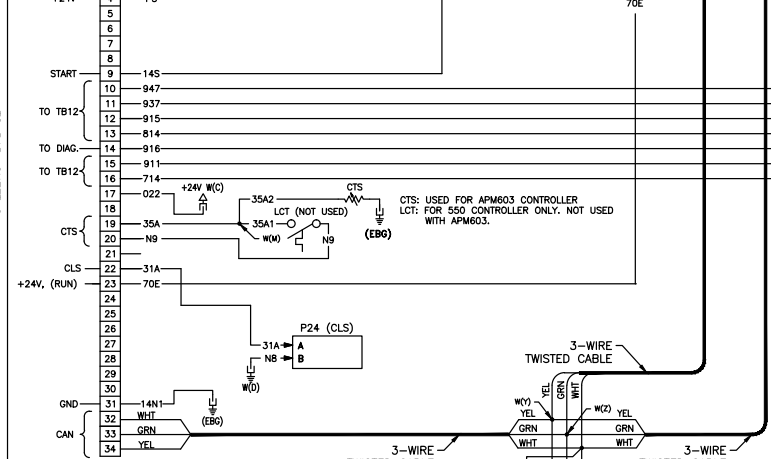 70E
5
6
7
8
START 9 14S
10 947
11 937
TO TB12
12 915
13 814
TO DIAG. 14 916
15 911
TO TB12
16 714
17 022 +24V W(C)
18
35A2 CTS
19 35A 35A1 LCT (NOT USED)
CTS
20 N9 W(M) N9 (EBG)
CTS: USED FOR APM603 CONTROLLER
LCT: FOR 550 CONTROLLER ONLY. NOT USED
WITH APM603.
21
CLS 22 31A
+24V, (RUN) 23 70E
24
25
26
P24 (CLS)
27 31A A
28 N8 B
29 W(D)
3-WIRE
TWISTED CABLE
YEL GRN WHT
30
GND 31 14N1 (EBG)
W(Y) W(Z)
32 WHT YEL YEL
CAN 33 GRN GRN GRN
34 YEL WHT WHT
3-WIRE 3-WIRE